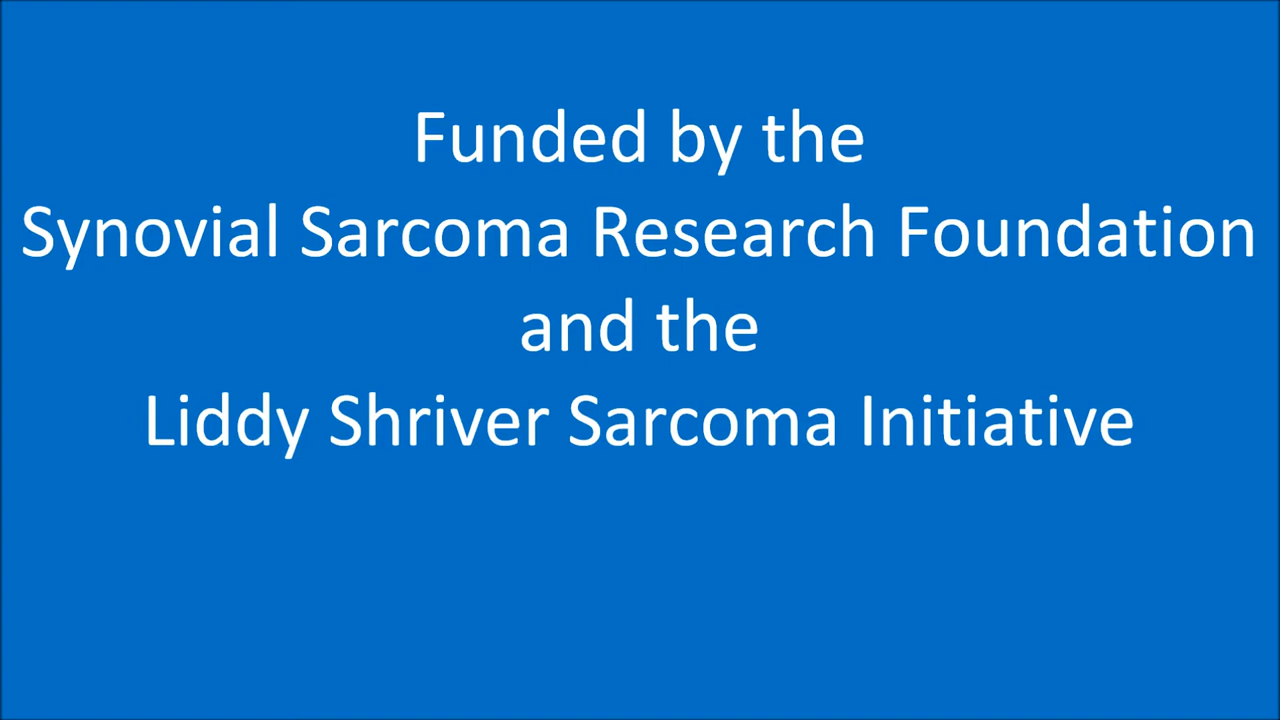 Funded by the
Synovial Sarcoma Research Foundation
and the
Liddy Shriver Sarcoma Initiative